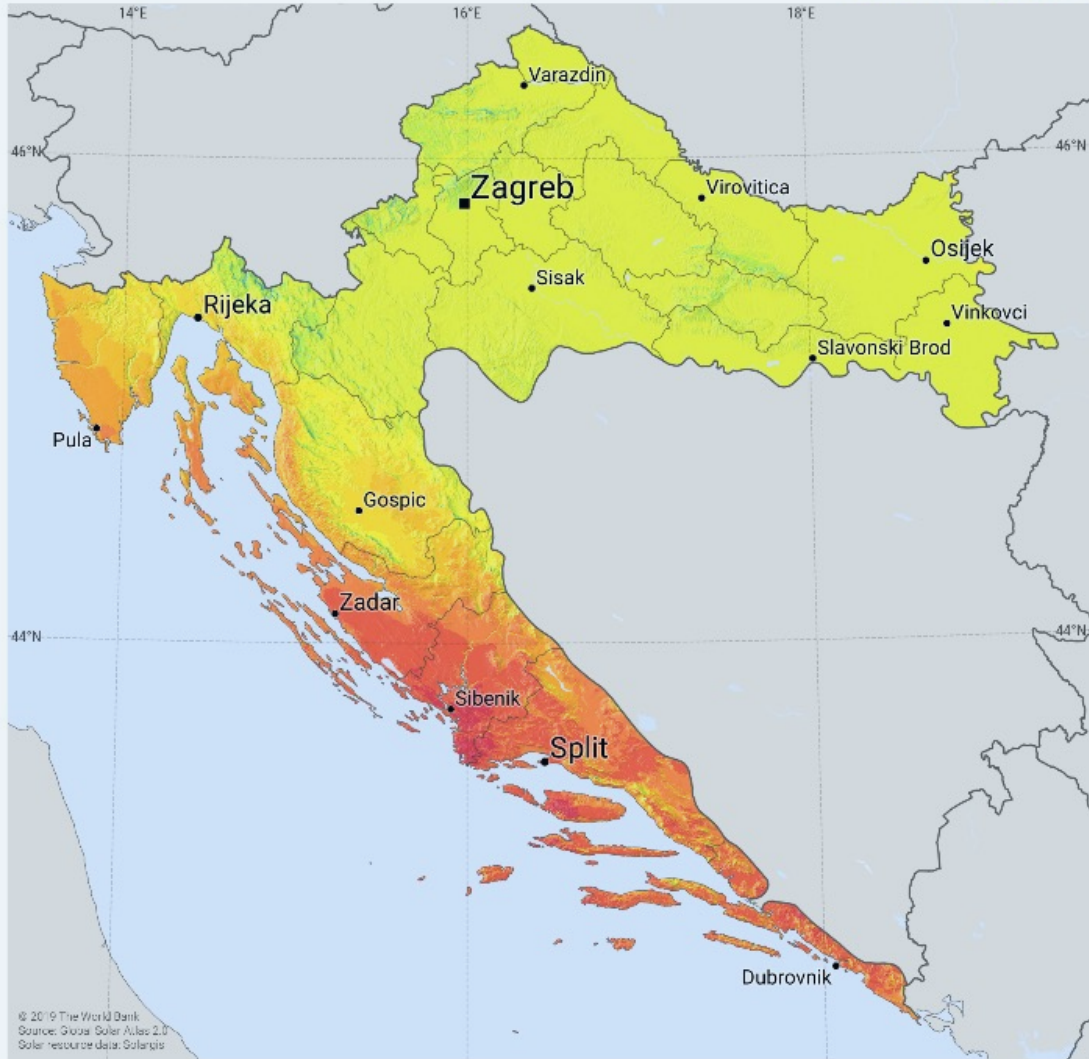 14°E
16°E
18°E
Varazdin
46°N
46°N
Zagreb
Virovitica
Osijek
Sisak
Rijeka
Vinkovci
Slavonski Brod
Pula
Gospic
Zadar
44°N
44°N
Sibenik
Split
Dubrovnik
© 2019 The World Bank
Source: Global Solar Atlas 2.0
Solar resource data: Solargis